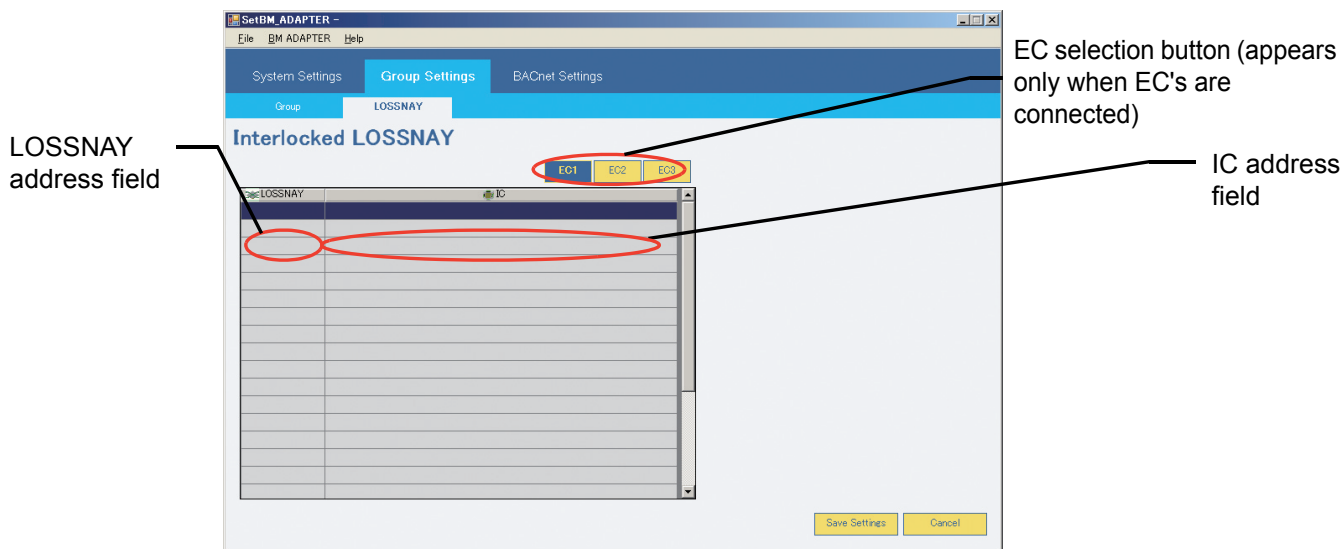 SetBM_ADAPTER –
File BM ADAPTER Help
System Settings Group Settings BACnet Settings
Group LOSSNAY
Interlocked LOSSNAY
EC1 EC2 EC3
LOSSNAY IC
Save Settings Cancel
LOSSNAY
address field
EC selection button (appears
only when EC's are
connected)
IC address
field